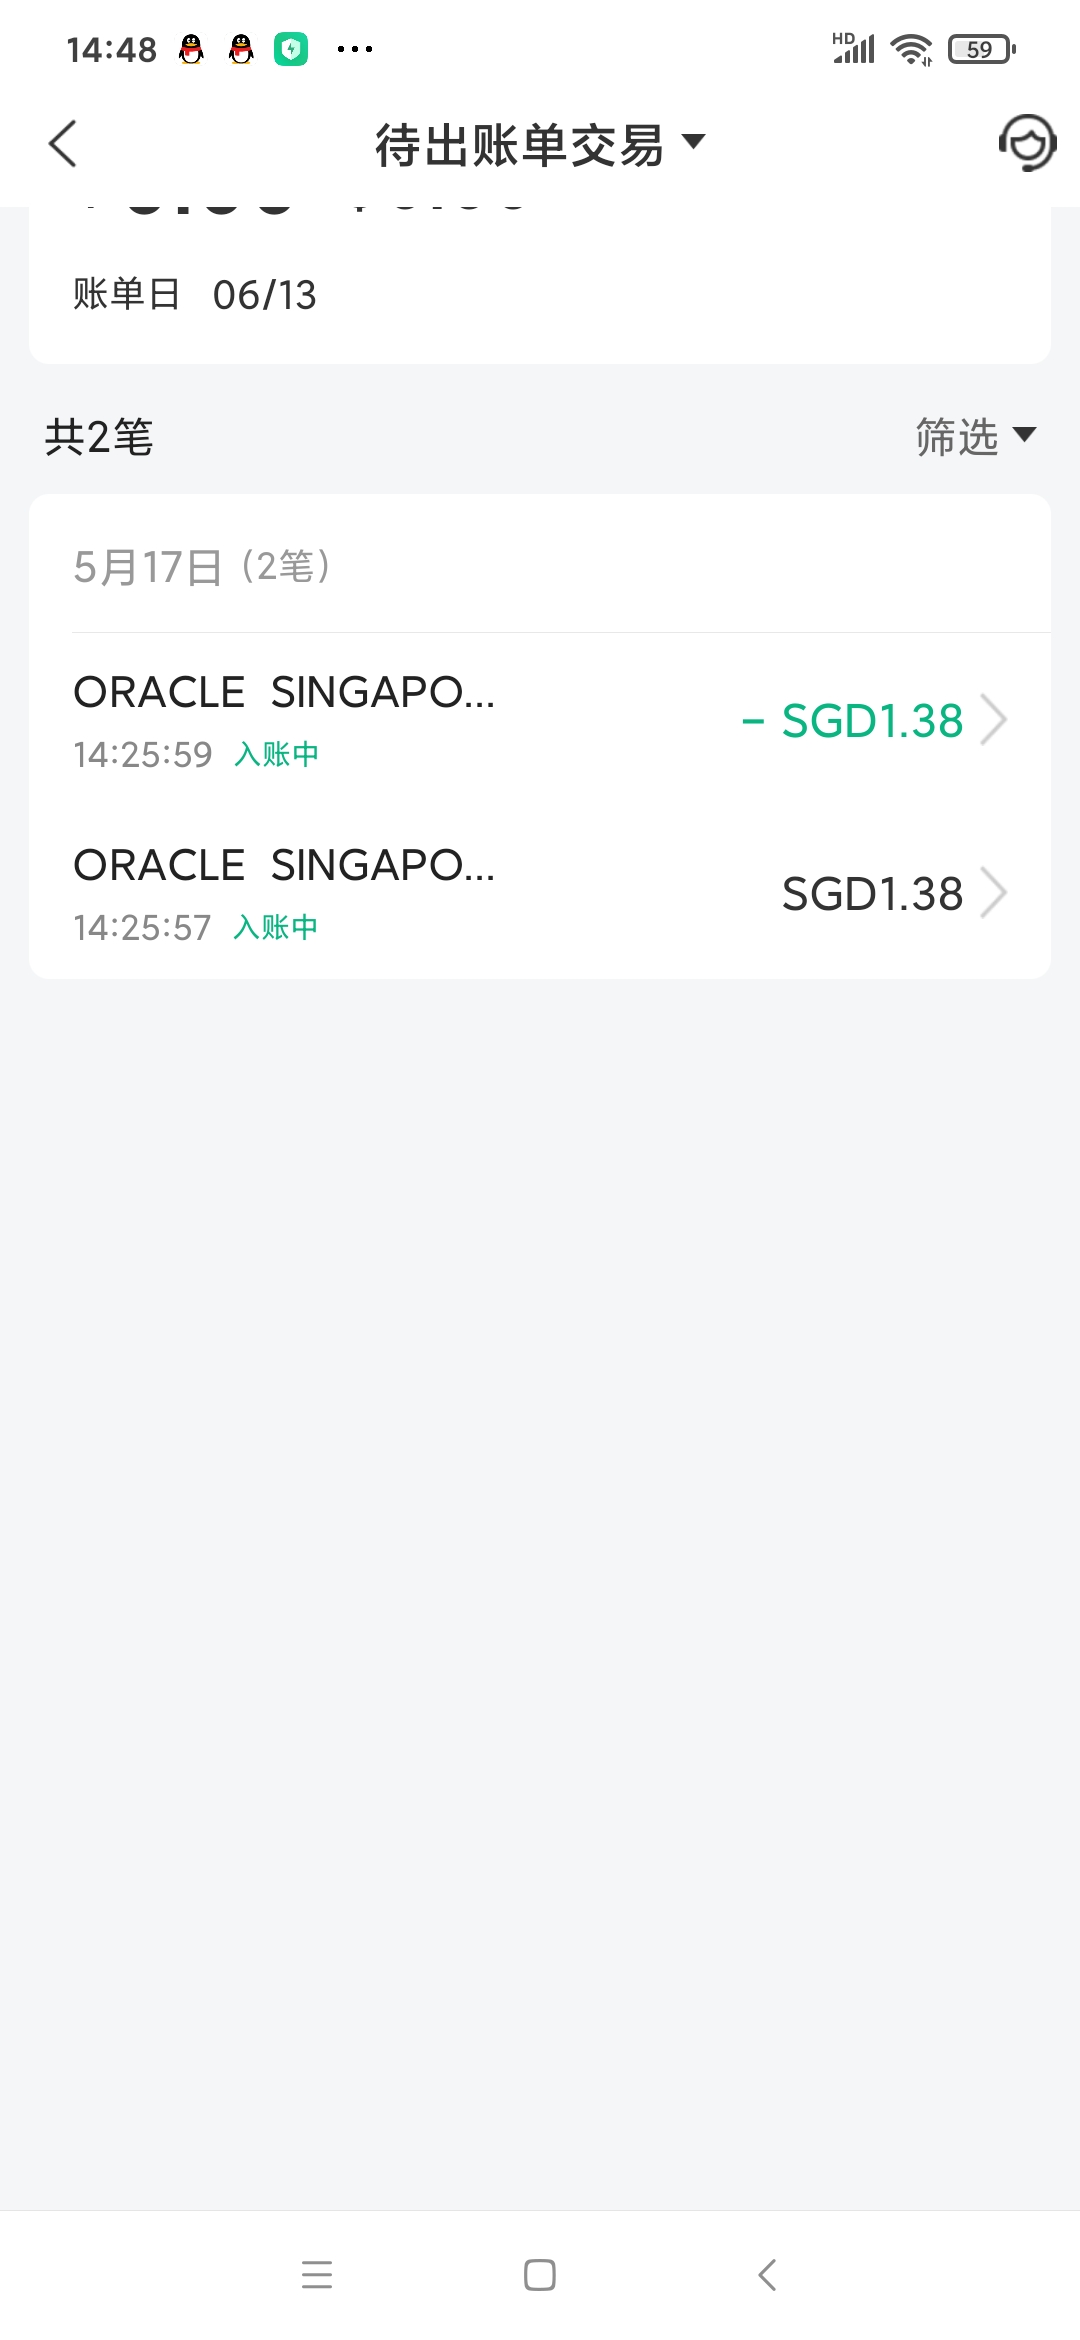 14:48
HD
59
待出账单交易
账单日 06/13
共2笔
筛选
5月17日 (2笔)
ORACLE SINGAPO...
- SGD1.38
14:25:59 入账中
ORACLE SINGAPO...
SGD1.38
14:25:57 入账中